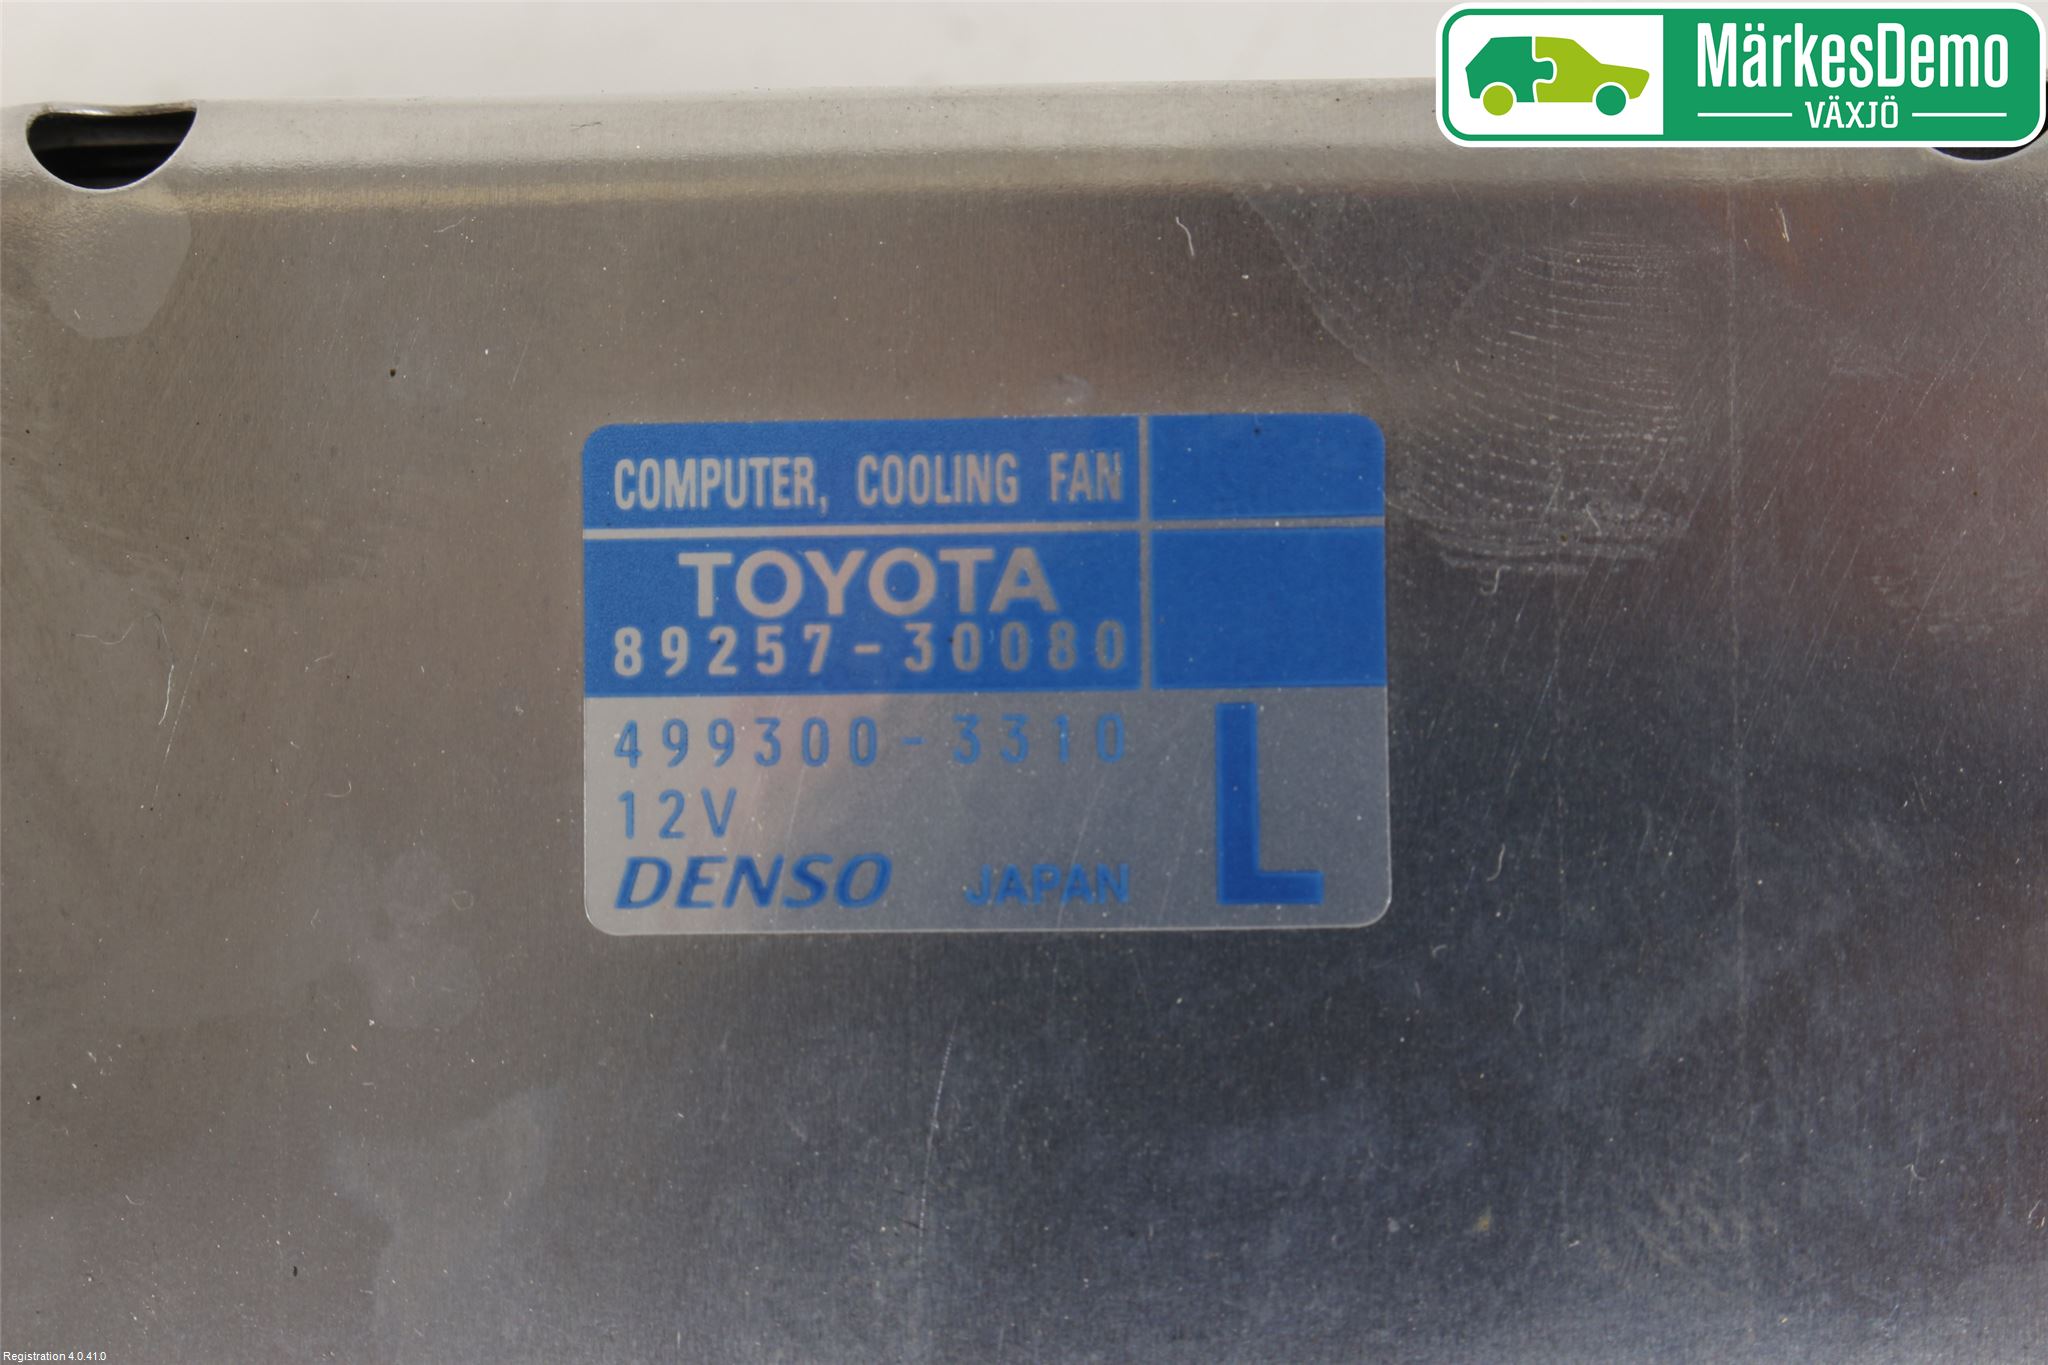 MärkesDemo
VÄXJÖ
COMPUTER, COOLING FAN
TOYOTA
89257-30080
499300-3310
12V
DENSO JAPAN
L
Registration 4.0.41.0